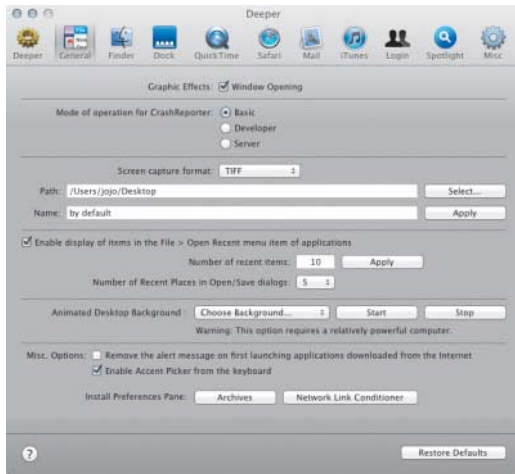 Deeper
Deeper General Finder Dock QuickTime Safari Mail iTunes Login Spotlight Misc
Graphic Effects: Window Opening
Mode of operation for CrashReporter: Basic
Developer
Server
Screen capture format: TIFF
Path: /Users/jojo/Desktop Select...
Name: by default Apply
Enable display of items in the File > Open Recent menu item of applications
Number of recent items: 10 Apply
Number of Recent Places in Open/Save dialogs: 5
Animated Desktop Background : Choose Background... Start Stop
Warning: This option requires a relatively powerful computer.
Misc. Options: Remove the alert message on first launching applications downloaded from the Internet
Enable Accent Picker from the keyboard
Install Preferences Pane: Archives Network Link Conditioner
? Restore Defaults